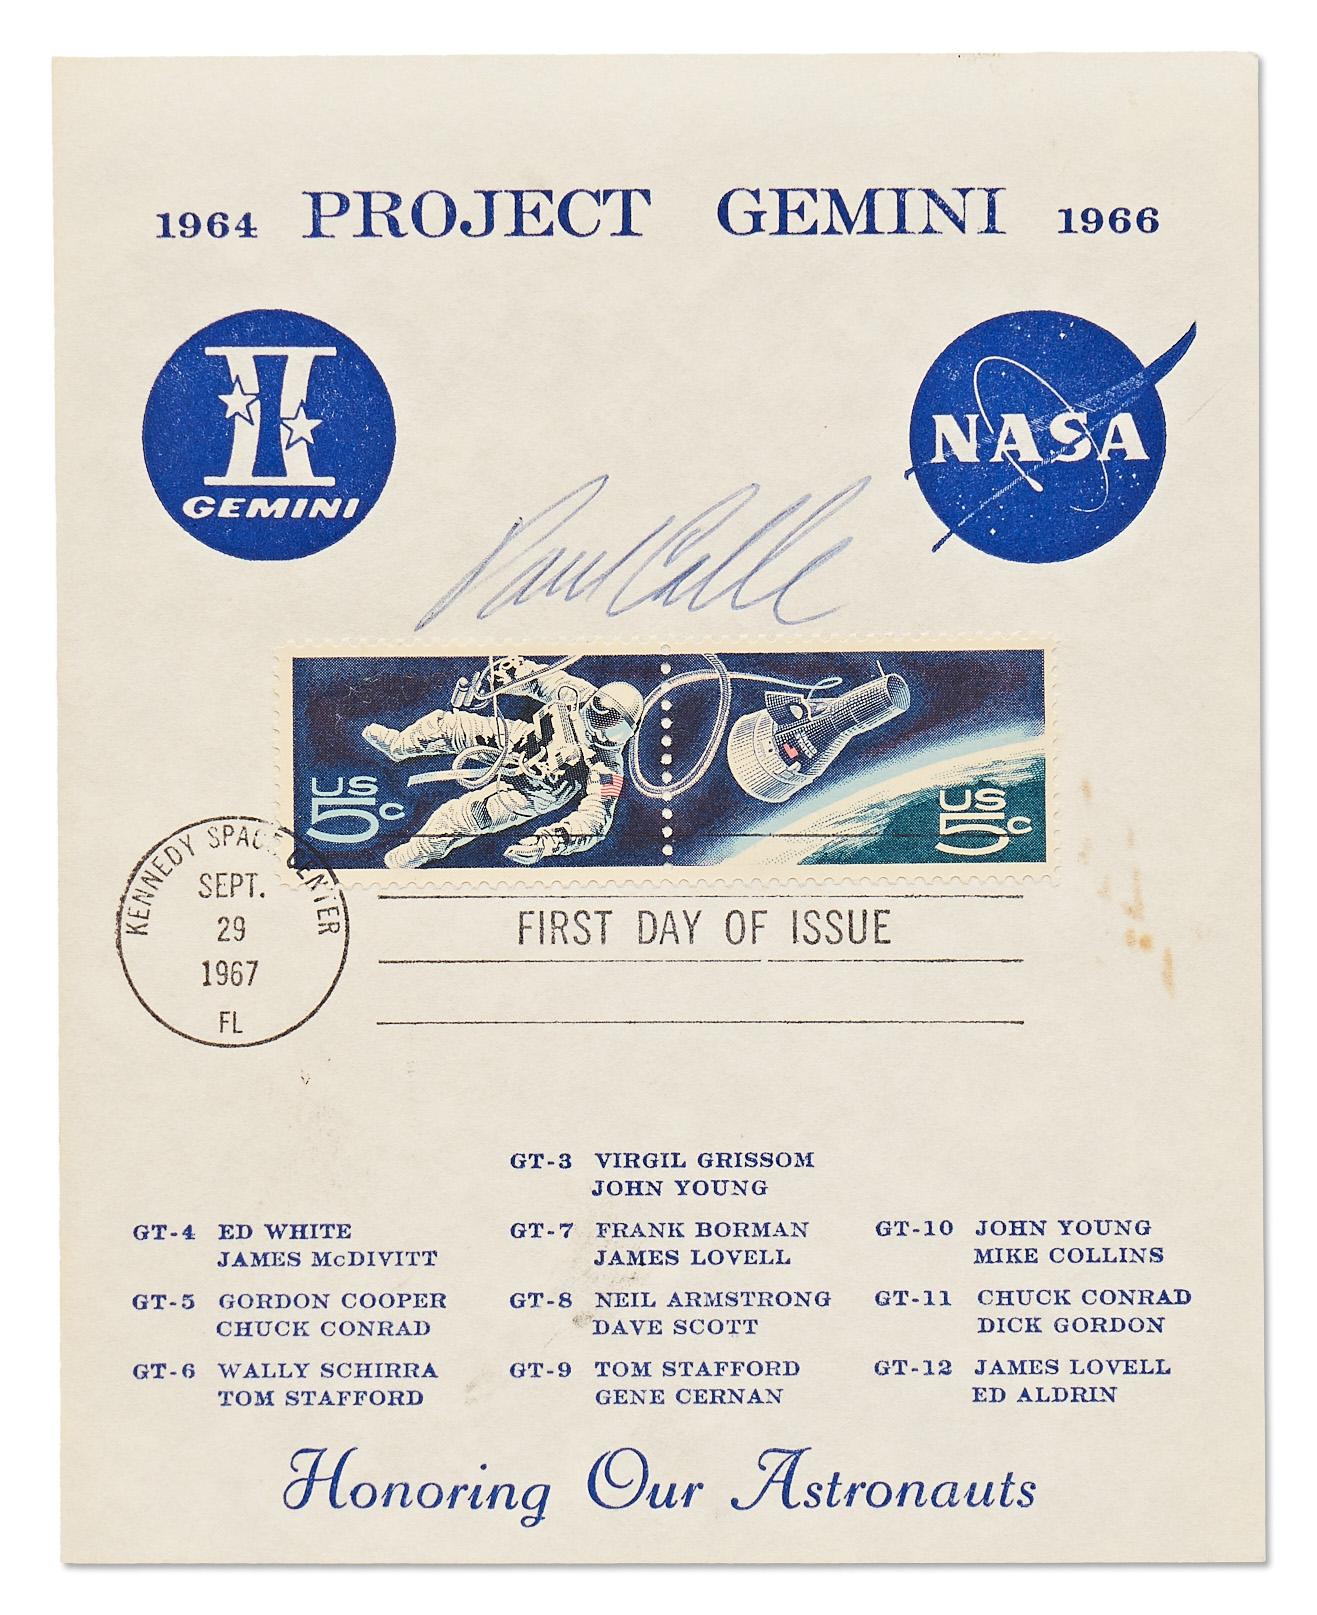 1964 PROJECT GEMINI 1966
GEMINI
NASA
Paul Calle
US
5c
US
5c
KENNEDY SPACE CENTER
SEPT.
29
1967
FL
FIRST DAY OF ISSUE
GT-3 VIRGIL GRISSOM
JOHN YOUNG
GT-4 ED WHITE
JAMES McDIVITT
GT-5 GORDON COOPER
CHUCK CONRAD
GT-6 WALLY SCHIRRA
TOM STAFFORD
GT-7 FRANK BORMAN
JAMES LOVELL
GT-8 NEIL ARMSTRONG
DAVE SCOTT
GT-9 TOM STAFFORD
GENE CERNAN
GT-10 JOHN YOUNG
MIKE COLLINS
GT-11 CHUCK CONRAD
DICK GORDON
GT-12 JAMES LOVELL
ED ALDRIN
Honoring Our Astronauts